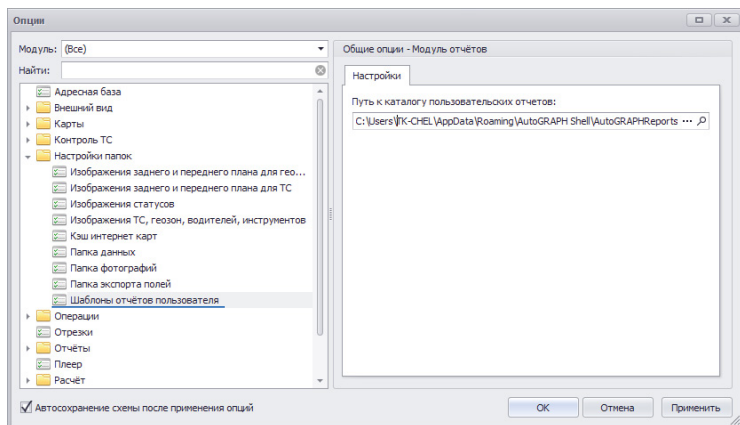 Опции
Модуль: (Все)
Найти:
Адресная база
Внешний вид
Карты
Контроль ТС
Настройки папок
Изображения заднего и переднего плана для гео...
Изображения заднего и переднего плана для ТС
Изображения статусов
Изображения ТС, геозон, водителей, инструментов
Кэш интернет карт
Папка данных
Папка фотографий
Папка экспорта полей
Шаблоны отчётов пользователя
Операции
Отрезки
Отчёты
Плеер
Расчёт
Общие опции - Модуль отчётов
Настройки
Путь к каталогу пользовательских отчетов:
C:\Users\TK-CHEL\AppData\Roaming\AutoGRAPH Shell\AutoGRAPHReports ...
Автосохранение схемы после применения опций
OK
Отмена
Применить